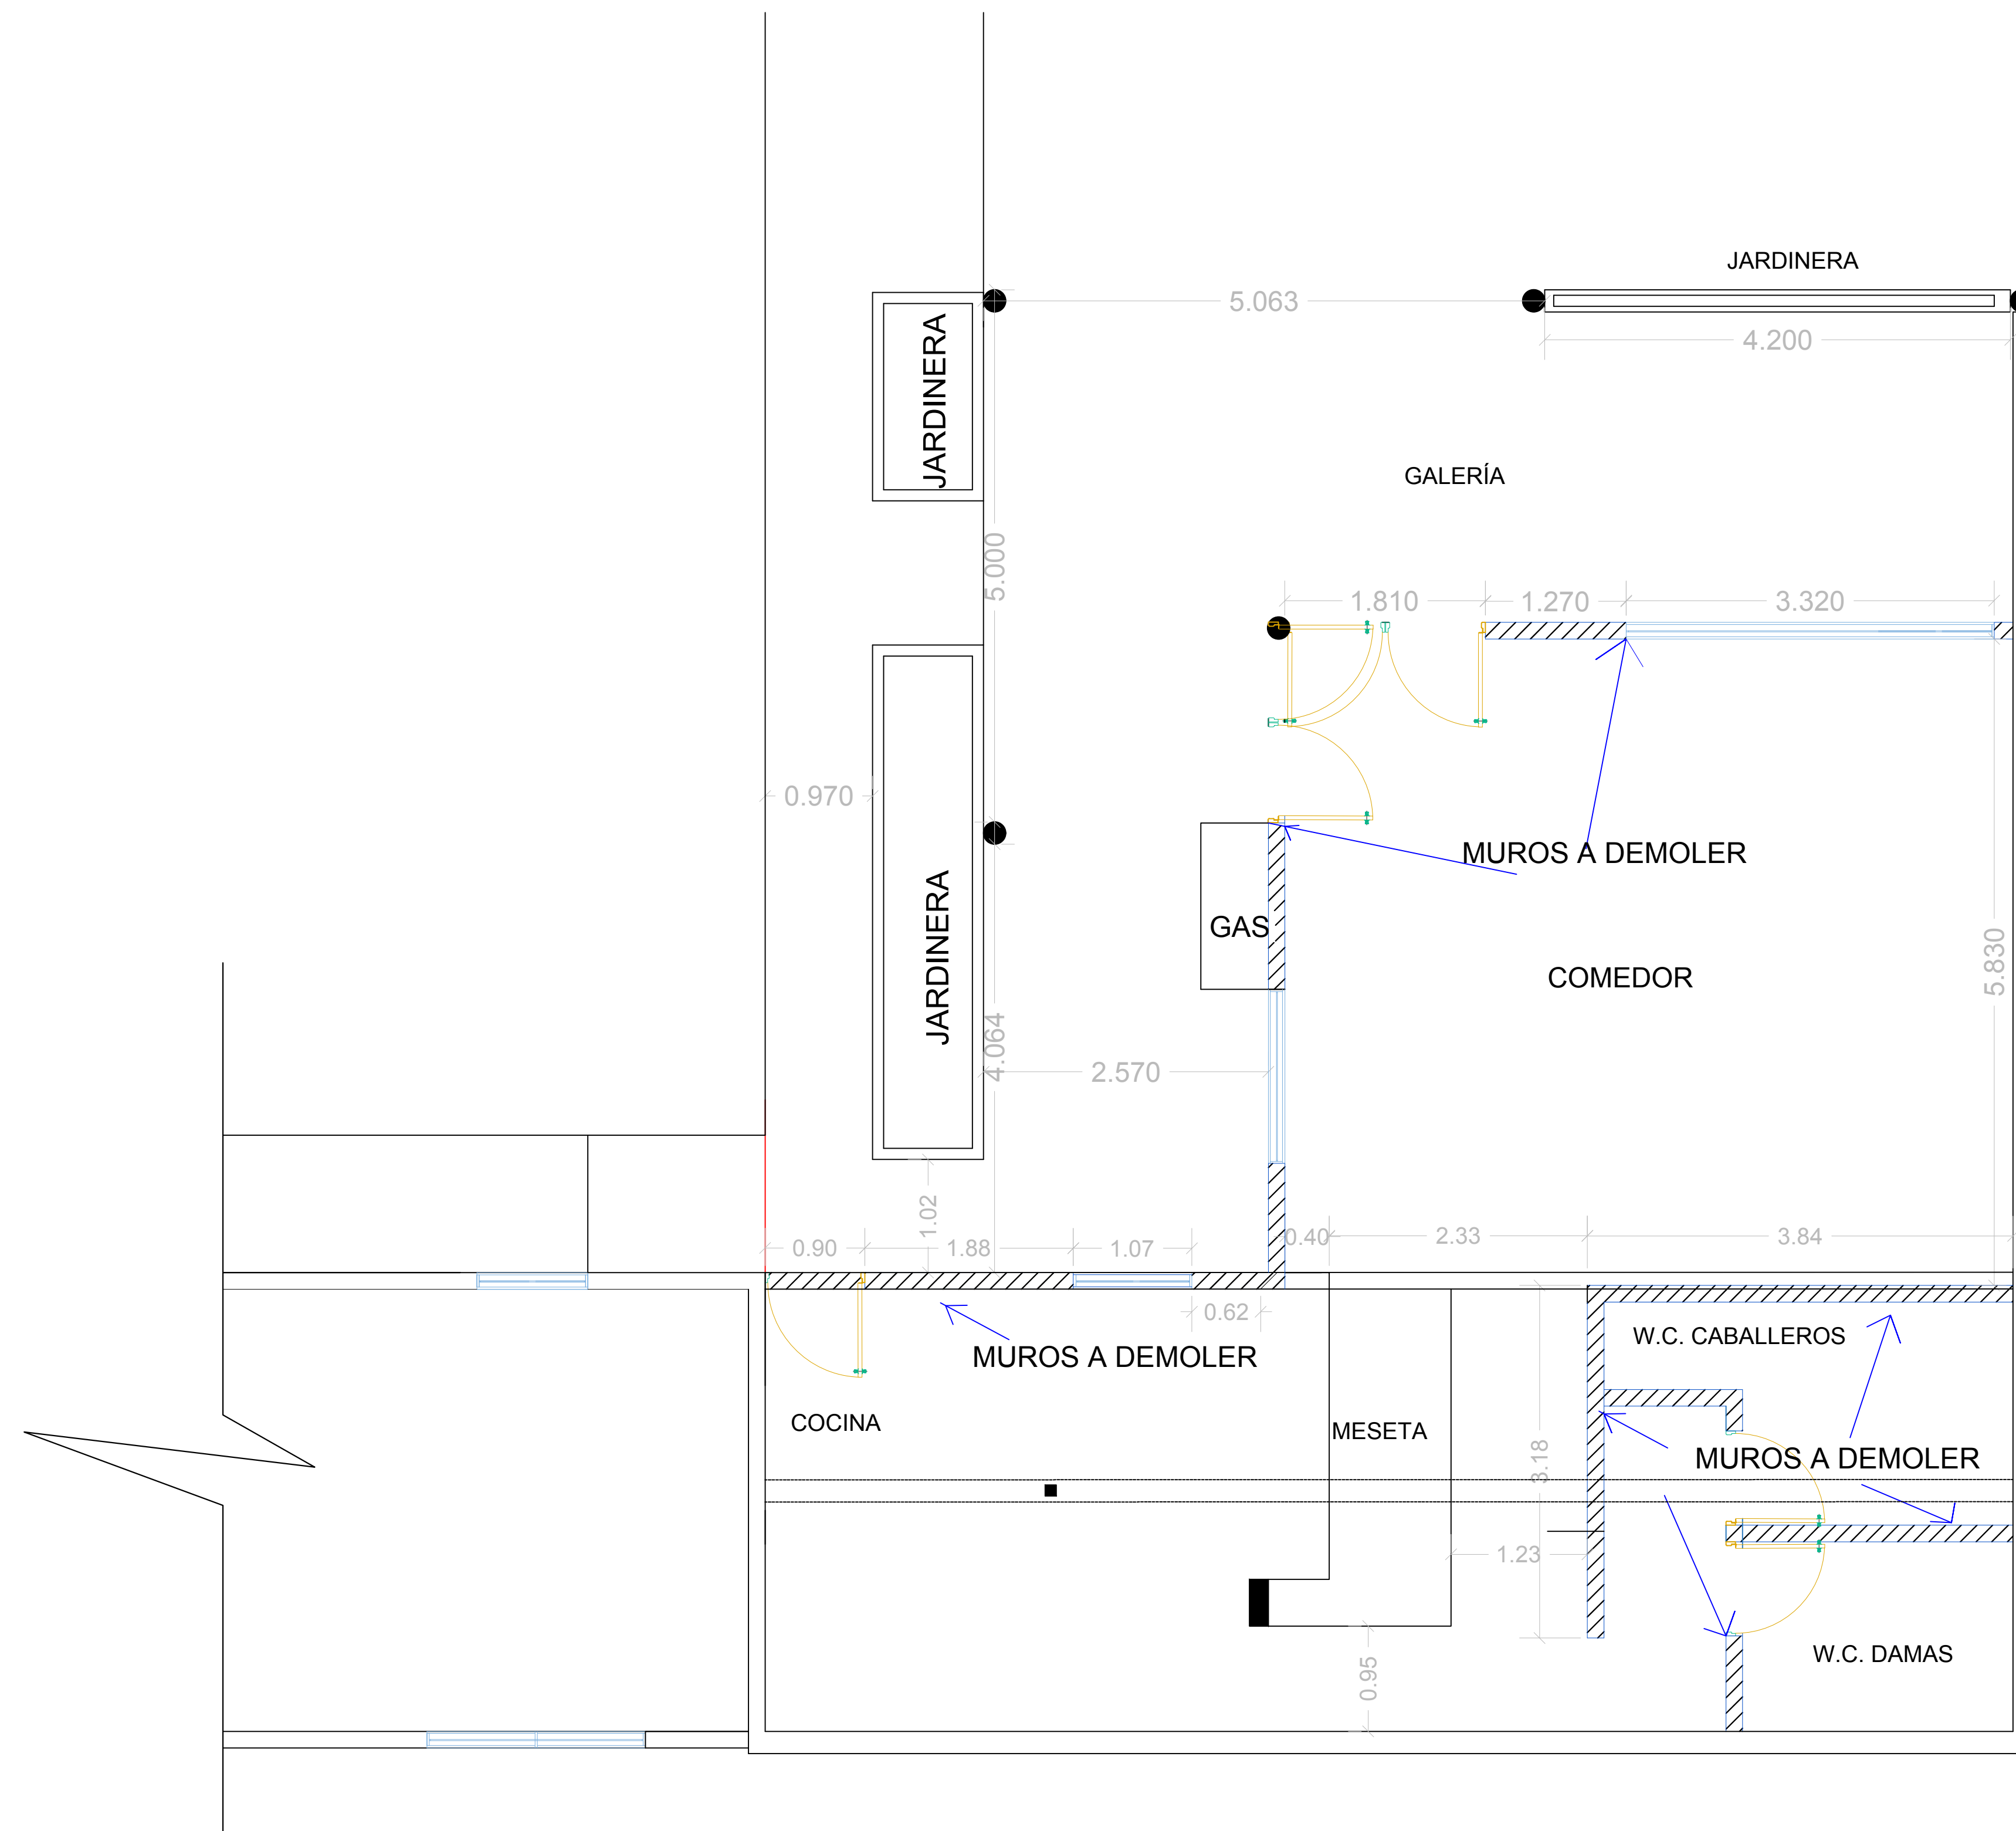 JARDINERA
5.063
4.200
JARDINERA
GALERÍA
5.000
1.810
1.270
3.320
0.970
MUROS A DEMOLER
GAS
JARDINERA
COMEDOR
5.830
4.064
2.570
1.02
0.90
1.88
1.07
0.40
2.33
3.84
0.62
W.C. CABALLEROS
MUROS A DEMOLER
COCINA
MESETA
3.18
MUROS A DEMOLER
1.23
0.95
W.C. DAMAS